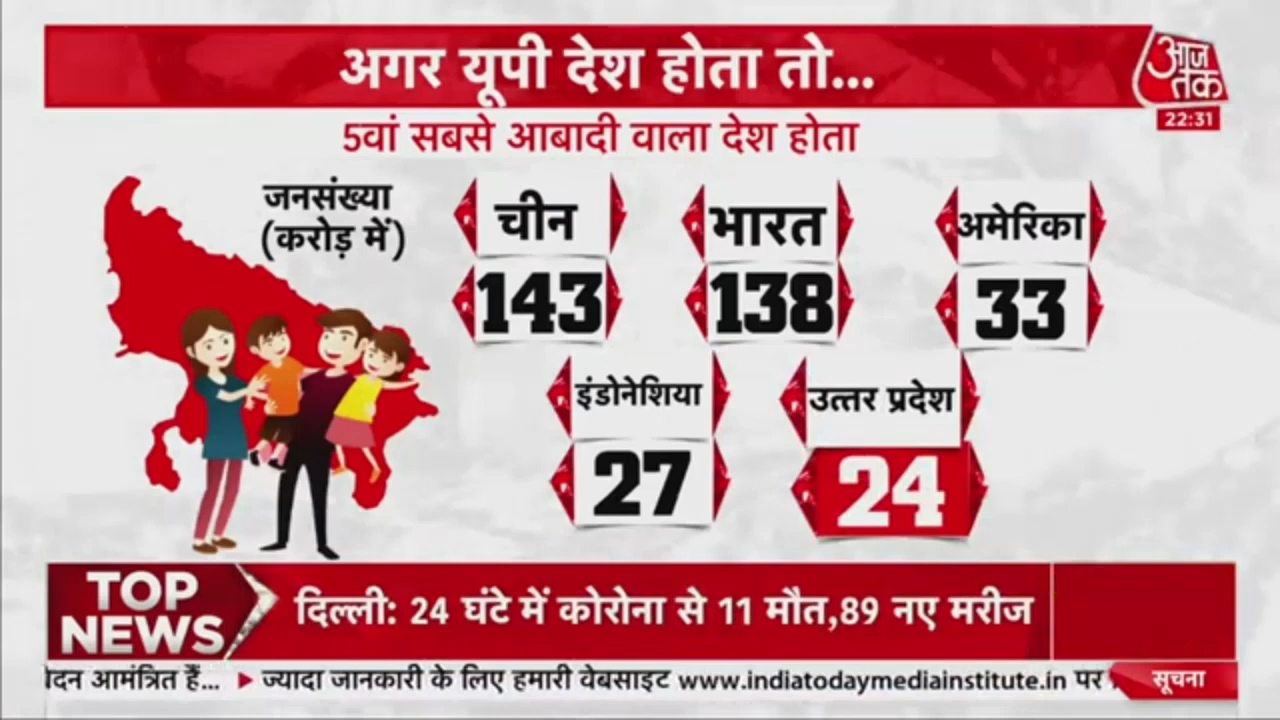 अगर यूपी देश होता तो...
आज
तक
22:31
5वां सबसे आबादी वाला देश होता
जनसंख्या
(करोड़ में)
चीन
143
भारत
138
अमेरिका
33
इंडोनेशिया
27
उत्तर प्रदेश
24
TOP
NEWS
दिल्ली: 24 घंटे में कोरोना से 11 मौत,89 नए मरीज
आमंत्रित हैं... ▶ ज्यादा जानकारी के लिए हमारी वेबसाइट www.indiatodaymediainstitute.in पर
सूचना